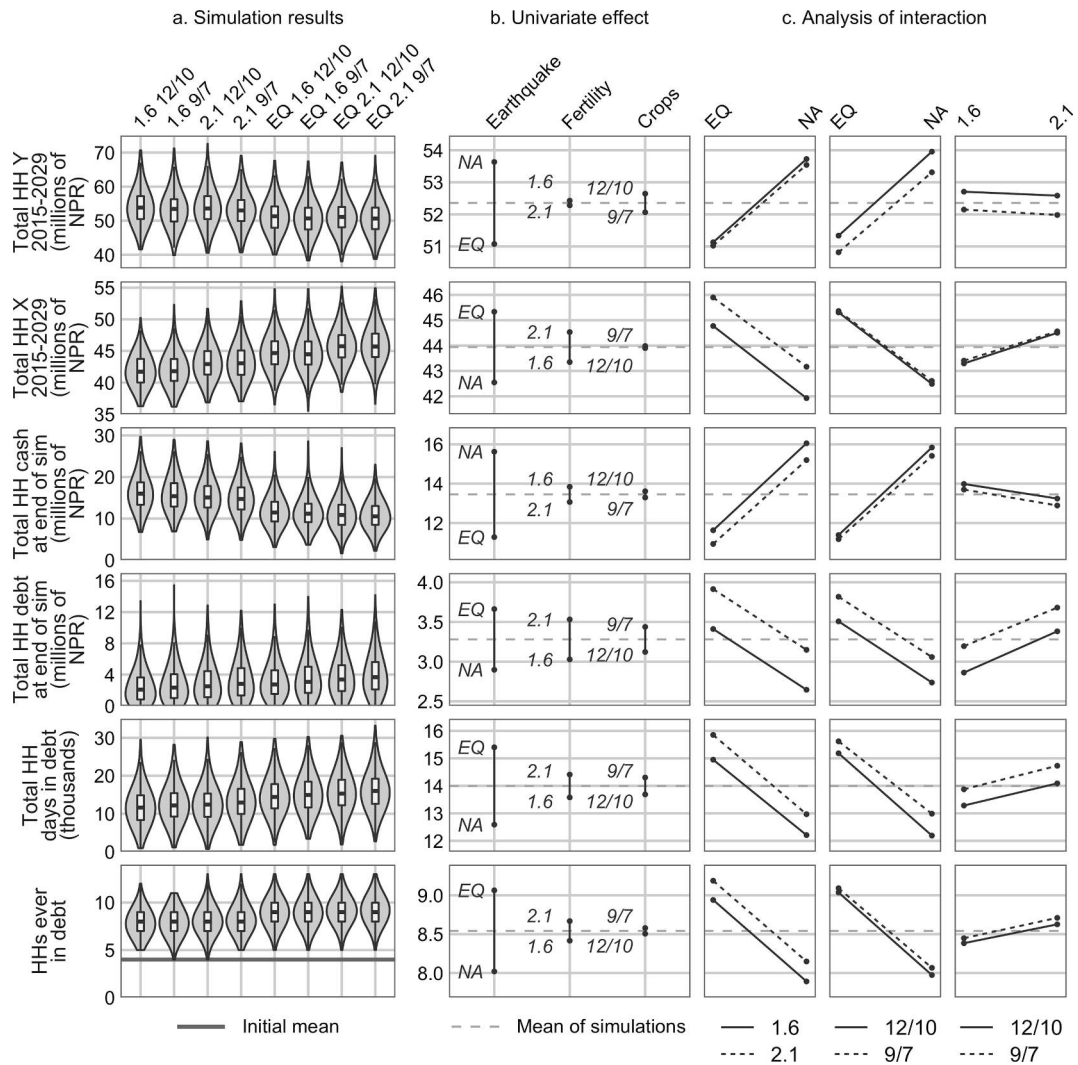 a. Simulation results
b. Univariate effect
c. Analysis of interaction
1.6 12/10
1.6 9/7
2.1 12/10
2.1 9/7
EQ 1.6 12/10
EQ 1.6 9/7
EQ 2.1 12/10
EQ 2.1 9/7
Earthquake
Fertility
Crops
EQ
NA
EQ
NA
1.6
2.1
Total HH Y
2015-2029
(millions of
NPR)
70
60
50
40
54
53
52
51
NA
EQ
1.6
2.1
12/10
9/7
Total HH X
2015-2029
(millions of
NPR)
55
50
45
40
35
46
45
44
43
42
EQ
NA
2.1
1.6
9/7
12/10
Total HH cash
at end of sim
(millions of
NPR)
30
20
10
0
16
14
12
NA
EQ
1.6
2.1
12/10
9/7
Total HH debt
at end of sim
(millions of
NPR)
16
12
8
4
0
4.0
3.5
3.0
2.5
EQ
NA
2.1
1.6
9/7
12/10
Total HH
days in debt
(thousands)
30
20
10
0
16
15
14
13
12
EQ
NA
2.1
1.6
9/7
12/10
HHs ever
in debt
10
5
0
9.0
8.5
8.0
EQ
NA
2.1
1.6
9/7
12/10
Initial mean
Mean of simulations
1.6
2.1
12/10
9/7
12/10
9/7